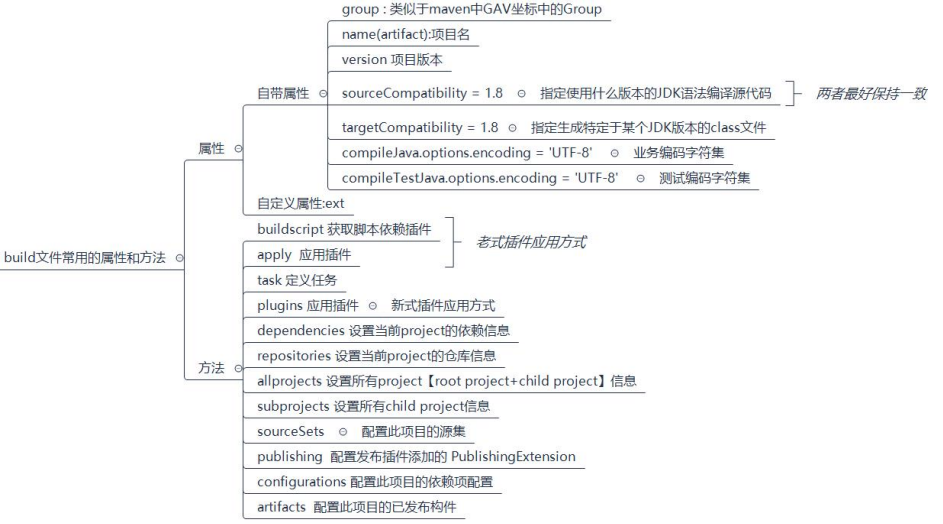 group : 类似于maven中GAV坐标中的Group
name(artifact):项目名
version 项目版本
自带属性
sourceCompatibility = 1.8 指定使用什么版本的JDK语法编译源代码
两者最好保持一致
targetCompatibility = 1.8 指定生成特定于某个JDK版本的class文件
属性
compileJava.options.encoding = 'UTF-8' 业务编码字符集
compileTestJava.options.encoding = 'UTF-8' 测试编码字符集
自定义属性:ext
build文件常用的属性和方法
buildscript 获取脚本依赖插件
老式插件应用方式
apply 应用插件
task 定义任务
plugins 应用插件 新式插件应用方式
dependencies 设置当前project的依赖信息
repositories 设置当前project的仓库信息
方法
allprojects 设置所有project【root project+child project】信息
subprojects 设置所有child project信息
sourceSets 配置此项目的源集
publishing 配置发布插件添加的 PublishingExtension
configurations 配置此项目的依赖项配置
artifacts 配置此项目的已发布构件